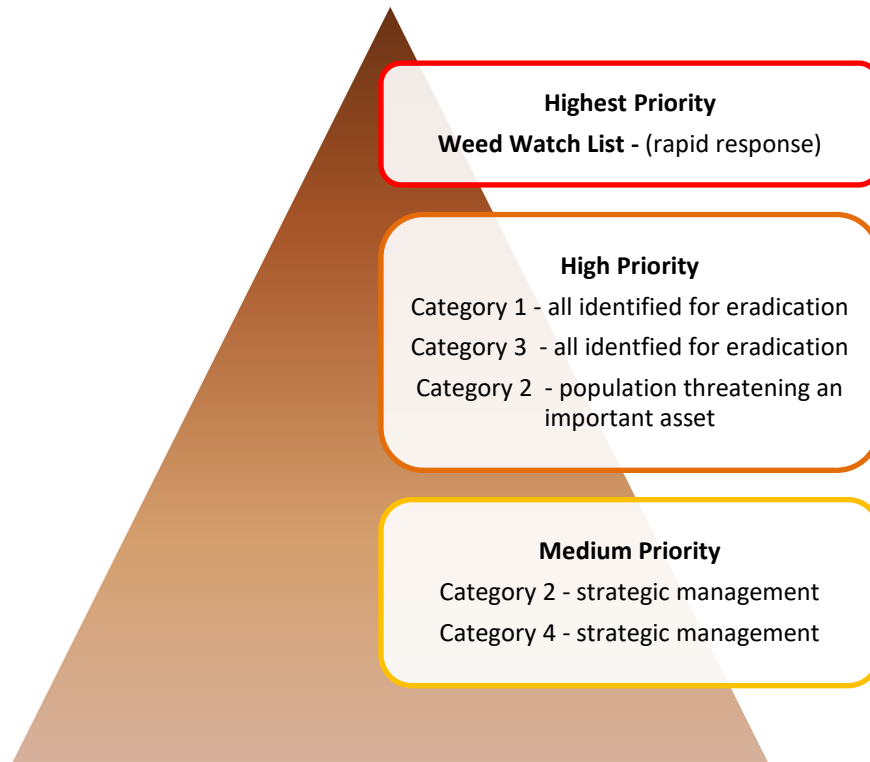 Highest Priority
Weed Watch List - (rapid response)
High Priority
Category 1 - all identified for eradication
Category 3 - all identfied for eradication
Category 2 - population threatening an
important asset
Medium Priority
Category 2 - strategic management
Category 4 - strategic management